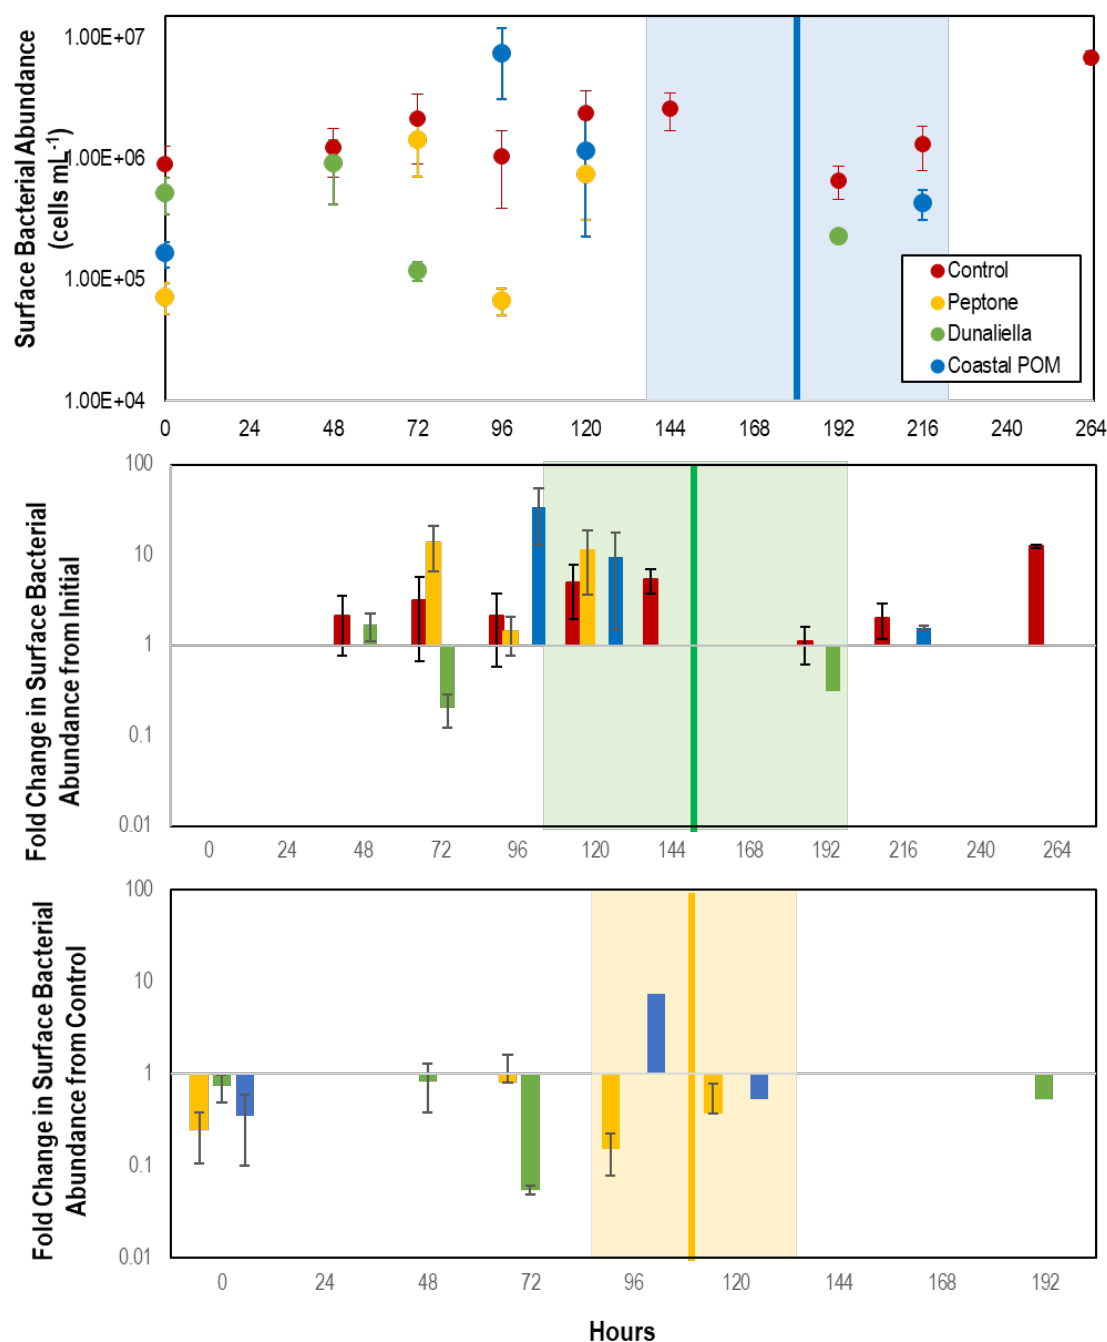 Surface Bacterial Abundance
(cells mL-1)
1.00E+07
1.00E+06
1.00E+05
1.00E+04
Control
Peptone
Dunaliella
Coastal POM
0 24 48 72 96 120 144 168 192 216 240 264
Fold Change in Surface Bacterial
Abundance from Initial
100
10
1
0.1
0.01
0 24 48 72 96 120 144 168 192 216 240 264
Fold Change in Surface Bacterial
Abundance from Control
100
10
1
0.1
0.01
0 24 48 72 96 120 144 168 192
Hours